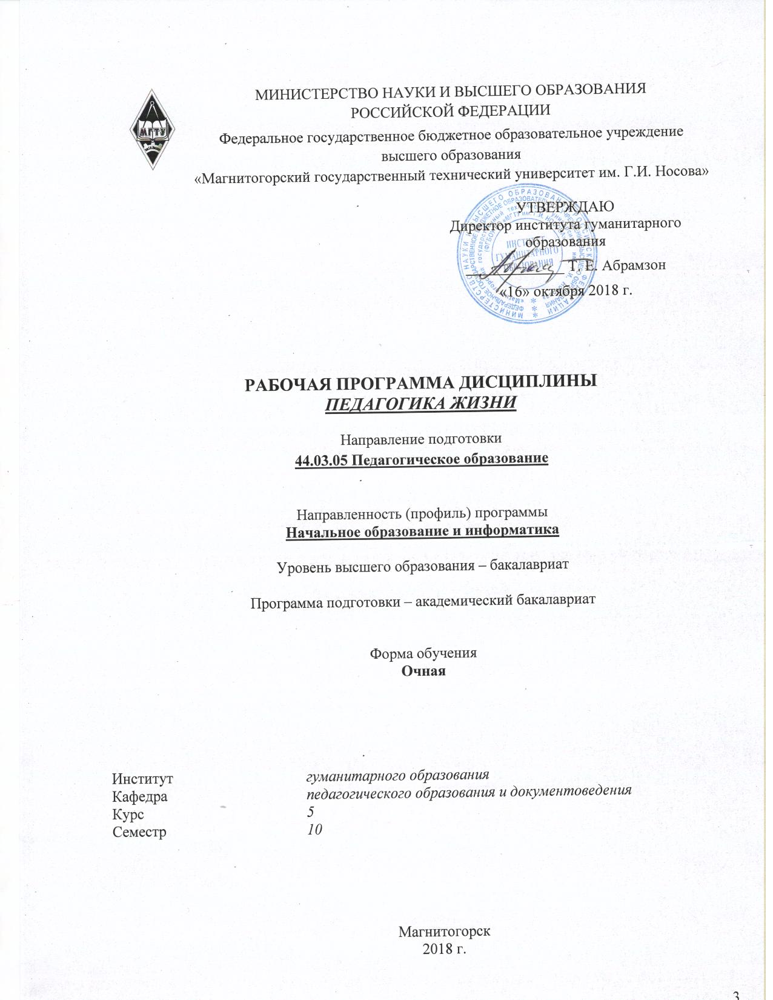 МИНИСТЕРСТВО НАУКИ И ВЫСШЕГО ОБРАЗОВАНИЯ
РОССИЙСКОЙ ФЕДЕРАЦИИ
Федеральное государственное бюджетное образовательное учреждение
высшего образования
«Магнитогорский государственный технический университет им. Г.И. Носова»
МГТУ
УТВЕРЖДАЮ
Директор института гуманитарного
образования
Т. Е. Абрамзон
«16» октября 2018 г.
ИНСТИТУТ
ГУМАНИТАРНОГО
ОБРАЗОВАНИЯ
РАБОЧАЯ ПРОГРАММА ДИСЦИПЛИНЫ
ПЕДАГОГИКА ЖИЗНИ
Направление подготовки
44.03.05 Педагогическое образование
Направленность (профиль) программы
Начальное образование и информатика
Уровень высшего образования – бакалавриат
Программа подготовки – академический бакалавриат
Форма обучения
Очная
Институт гуманитарного образования
Кафедра педагогического образования и документоведения
Курс 5
Семестр 10
Магнитогорск
2018 г.
3